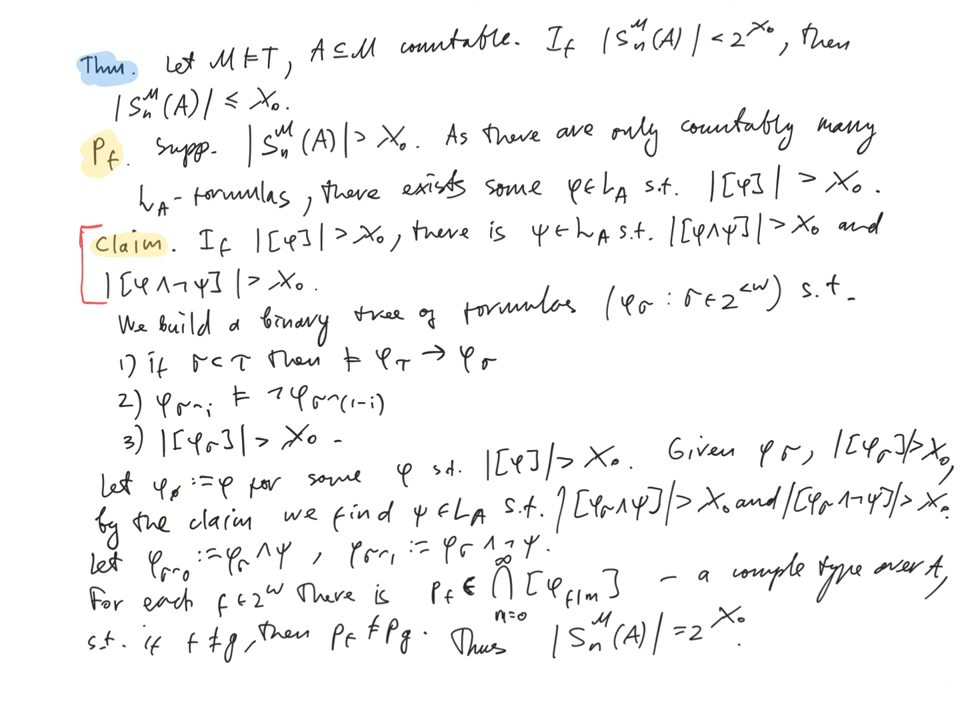 Thm. Let M ⊨ T, A ⊆ M countable. If |Sₙᴹ(A)| < 2^ℵ₀, then
|Sₙᴹ(A)| ≤ ℵ₀.
Pf. Supp. |Sₙᴹ(A)| > ℵ₀. As there are only countably many
L_A-formulas, there exists some φ∈L_A s.t. |[φ]| > ℵ₀.
Claim. If |[φ]| > ℵ₀, there is ψ∈L_A s.t. |[φ∧ψ]| > ℵ₀ and
|[φ∧¬ψ]| > ℵ₀.
We build a binary tree of formulas (φ_σ : σ∈2^{<ω}) s.t.
1) if σ⊂τ then ⊨ φ_τ → φ_σ
2) φ_{σ⌢i} ⊨ ¬φ_{σ⌢(1-i)}
3) |[φ_σ]| > ℵ₀.
Let φ_∅ := φ for some φ s.t. |[φ]| > ℵ₀. Given φ_σ, |[φ_σ]| > ℵ₀,
by the claim we find ψ∈L_A s.t. |[φ_σ∧ψ]| > ℵ₀ and |[φ_σ∧¬ψ]| > ℵ₀.
Let φ_{σ⌢0} := φ_σ∧ψ, φ_{σ⌢1} := φ_σ∧¬ψ.
For each f∈2^ω there is p_f ∈ ⋂_{n=0}^∞ [φ_{f|m}] – a comple type over A,
s.t. if f ≠ g, then p_f ≠ p_g. Thus |Sₙᴹ(A)| = 2^ℵ₀.